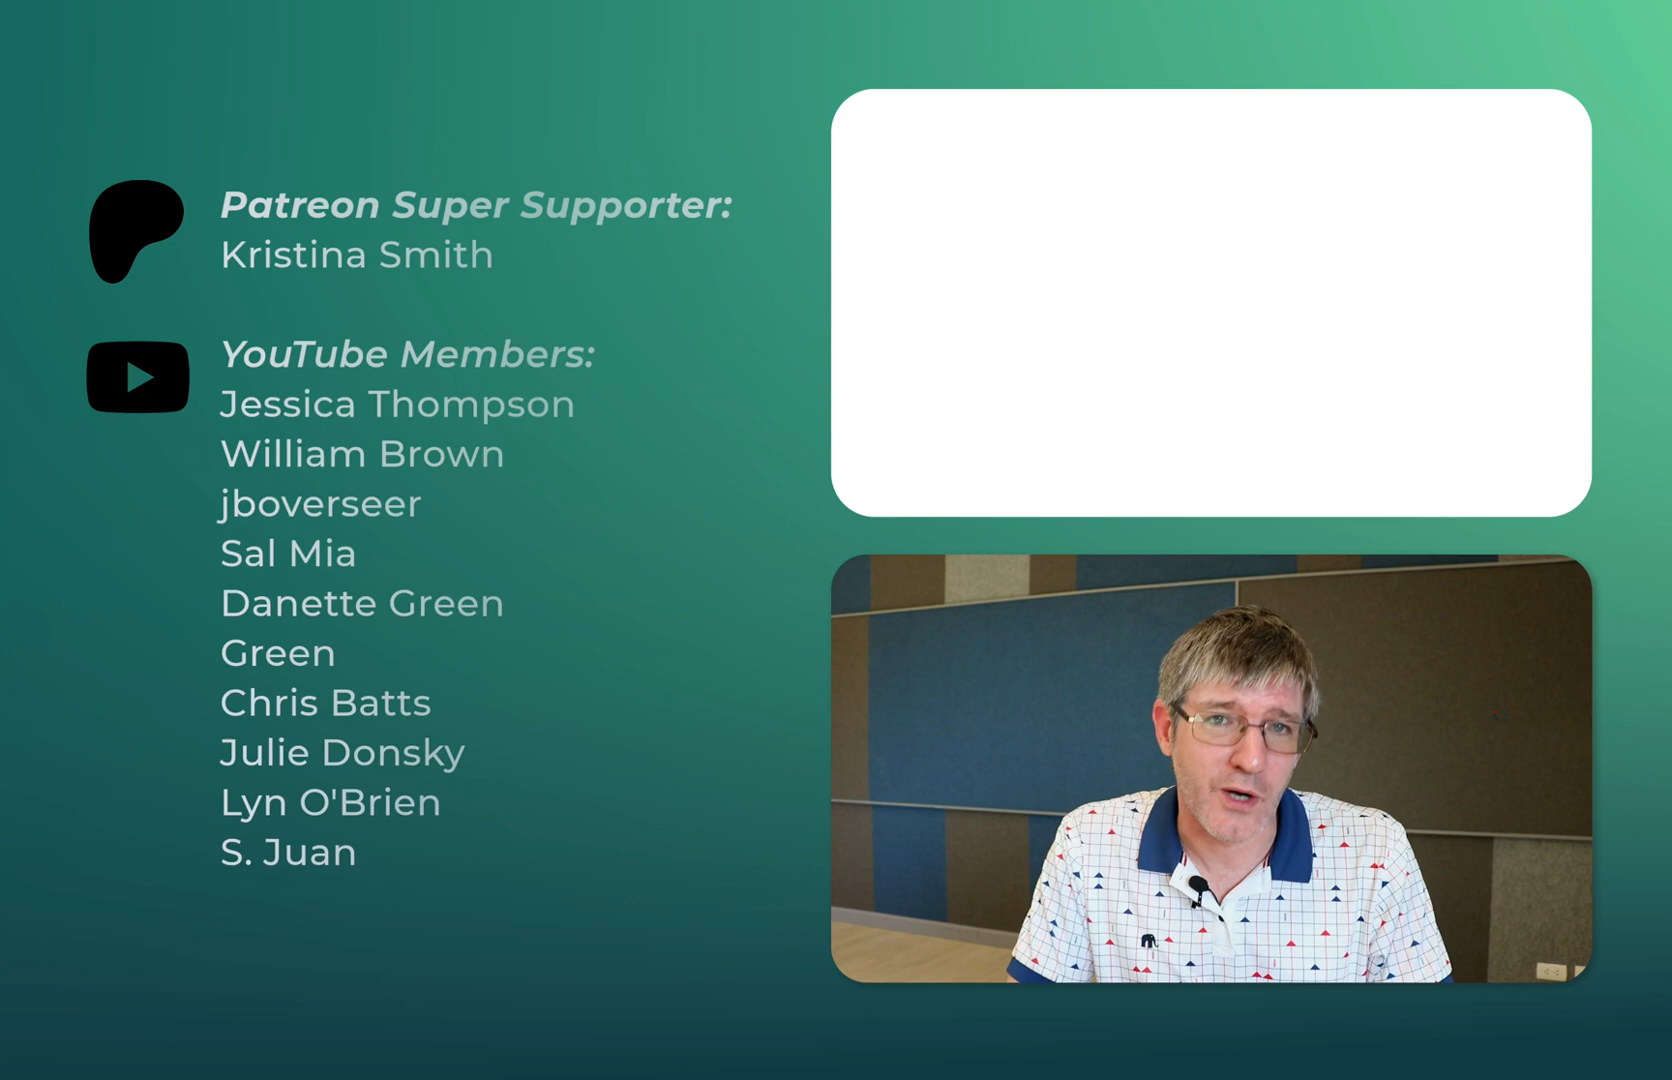 Patreon Super Supporter:
Kristina Smith
YouTube Members:
Jessica Thompson
William Brown
jboverseer
Sal Mia
Danette Green
Green
Chris Batts
Julie Donsky
Lyn O'Brien
S. Juan